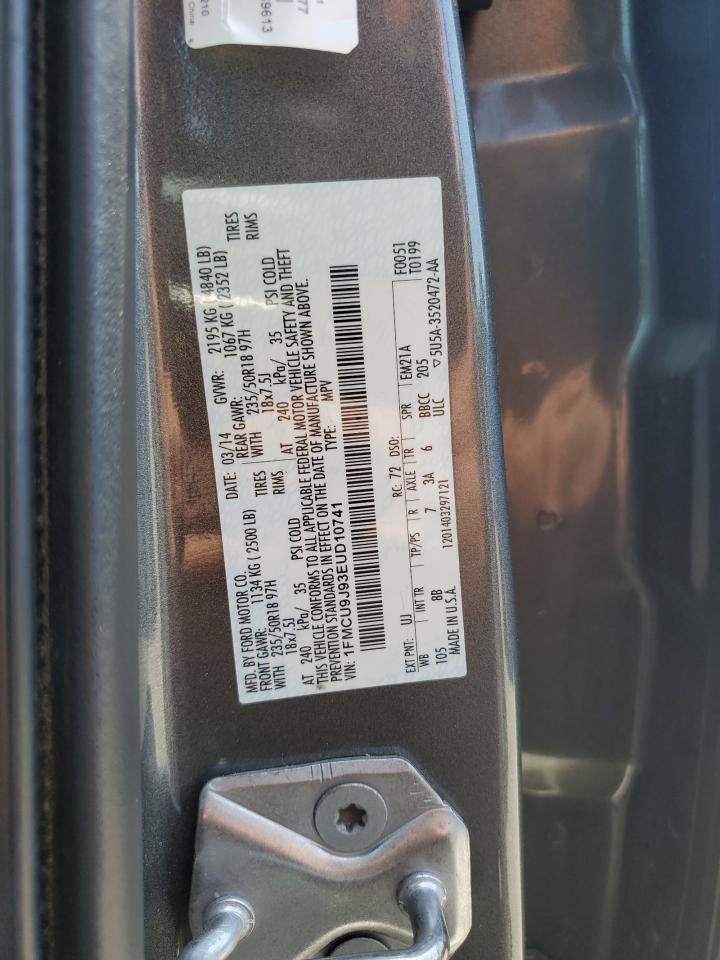 77
9613
210
China
MFD. BY FORD MOTOR CO. DATE: 03/14 GVWR: 2195 KG ( 4840 LB)
FRONT GAWR: 1134 KG ( 2500 LB) REAR GAWR: 1067 KG ( 2352 LB)
WITH 235/50R18 97H TIRES WITH 235/50R18 97H TIRES
18x7.5J RIMS 18x7.5J RIMS
AT 240 kPa/ 35 PSI COLD AT 240 kPa/ 35 PSI COLD
THIS VEHICLE CONFORMS TO ALL APPLICABLE FEDERAL MOTOR VEHICLE SAFETY AND THEFT
PREVENTION STANDARDS IN EFFECT ON THE DATE OF MANUFACTURE SHOWN ABOVE.
VIN: 1FMCU9J93EUD10741 TYPE: MPV
F0051
T0199
EXT PNT: UJ RC: 72 DSO:
WB INT TR TP/PS R AXLE TR SPR EM21A
105 8B 7 3A 6 BBCC 205
MADE IN U.S.A. 1201403297121 ULC ▽5U5A-3520472-AA